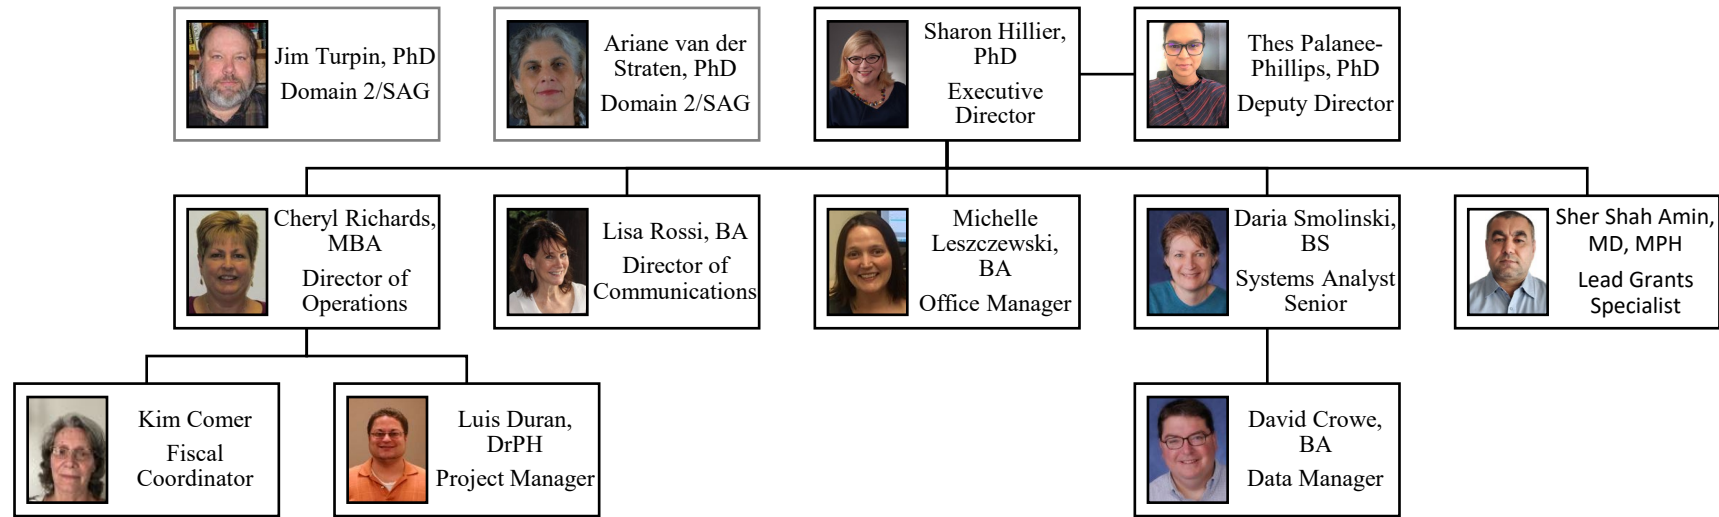 Jim Turpin, PhD
Domain 2/SAG
Ariane van der
Straten, PhD
Domain 2/SAG
Sharon Hillier,
PhD
Executive
Director
Thes Palanee-
Phillips, PhD
Deputy Director
Cheryl Richards,
MBA
Director of
Operations
Lisa Rossi, BA
Director of
Communications
Michelle
Leszczewski,
BA
Office Manager
Daria Smolinski,
BS
Systems Analyst
Senior
Sher Shah Amin,
MD, MPH
Lead Grants
Specialist
Kim Comer
Fiscal
Coordinator
Luis Duran,
DrPH
Project Manager
David Crowe,
BA
Data Manager